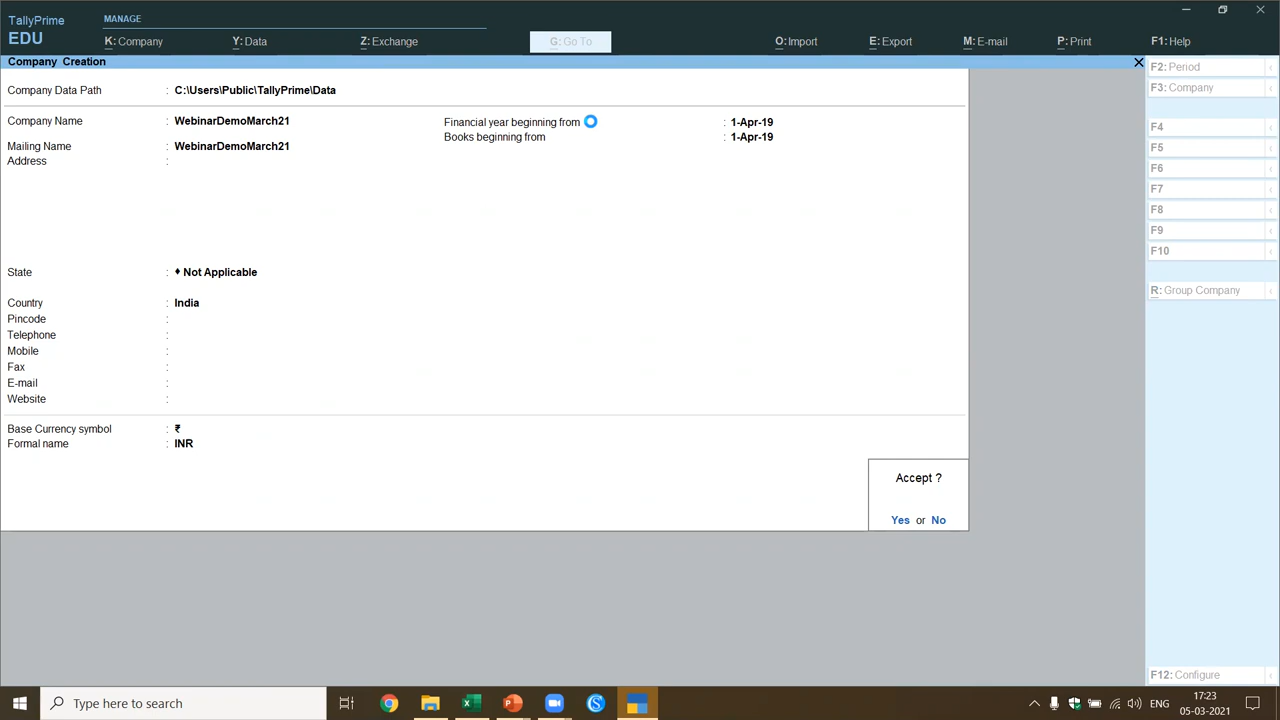 TallyPrime
EDU
MANAGE
K: Company
Y: Data
Z: Exchange
G: Go To
O: Import
E: Export
M: E-mail
P: Print
F1: Help
Company Creation
Company Data Path : C:\Users\Public\TallyPrime\Data
Company Name : WebinarDemoMarch21
Mailing Name : WebinarDemoMarch21
Address :
State : ♦ Not Applicable
Country : India
Pincode :
Telephone :
Mobile :
Fax :
E-mail :
Website :
Base Currency symbol : ₹
Formal name : INR
Financial year beginning from : 1-Apr-19
Books beginning from : 1-Apr-19
Accept ?
Yes or No
F2: Period
F3: Company
F4
F5
F6
F7
F8
F9
F10
R: Group Company
F12: Configure
Type here to search
ENG
17:23
05-03-2021